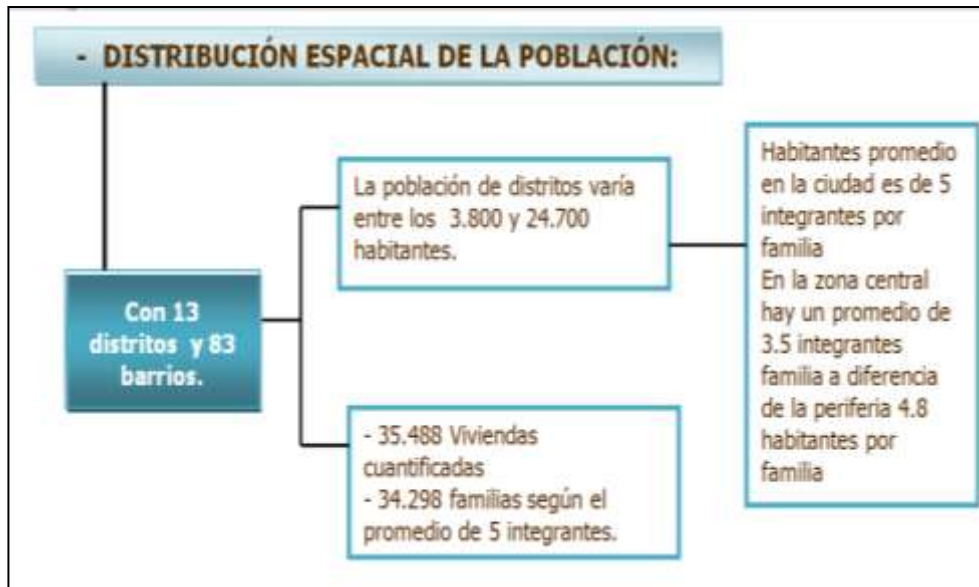 - DISTRIBUCIÓN ESPACIAL DE LA POBLACIÓN:
Con 13
distritos y 83
barrios.
La población de distritos varía
entre los 3.800 y 24.700
habitantes.
Habitantes promedio
en la ciudad es de 5
integrantes por
familia
En la zona central
hay un promedio de
3.5 integrantes
familia a diferencia
de la periferia 4.8
habitantes por
familia
- 35.488 Viviendas
cuantificadas
- 34.298 familias según el
promedio de 5 integrantes.